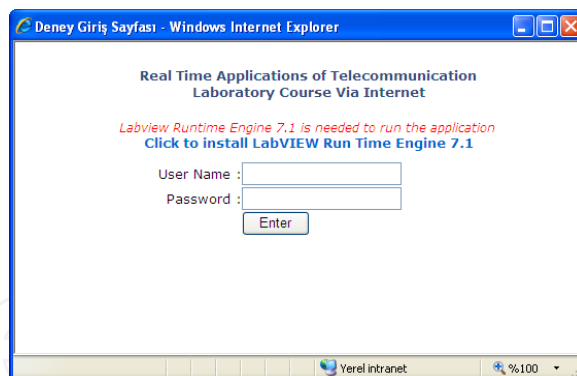 Deney Giriş Sayfası - Windows Internet Explorer
Real Time Applications of Telecommunication
Laboratory Course Via Internet
Labview Runtime Engine 7.1 is needed to run the application
Click to install LabVIEW Run Time Engine 7.1
User Name :
Password :
Enter
Yerel intranet %100